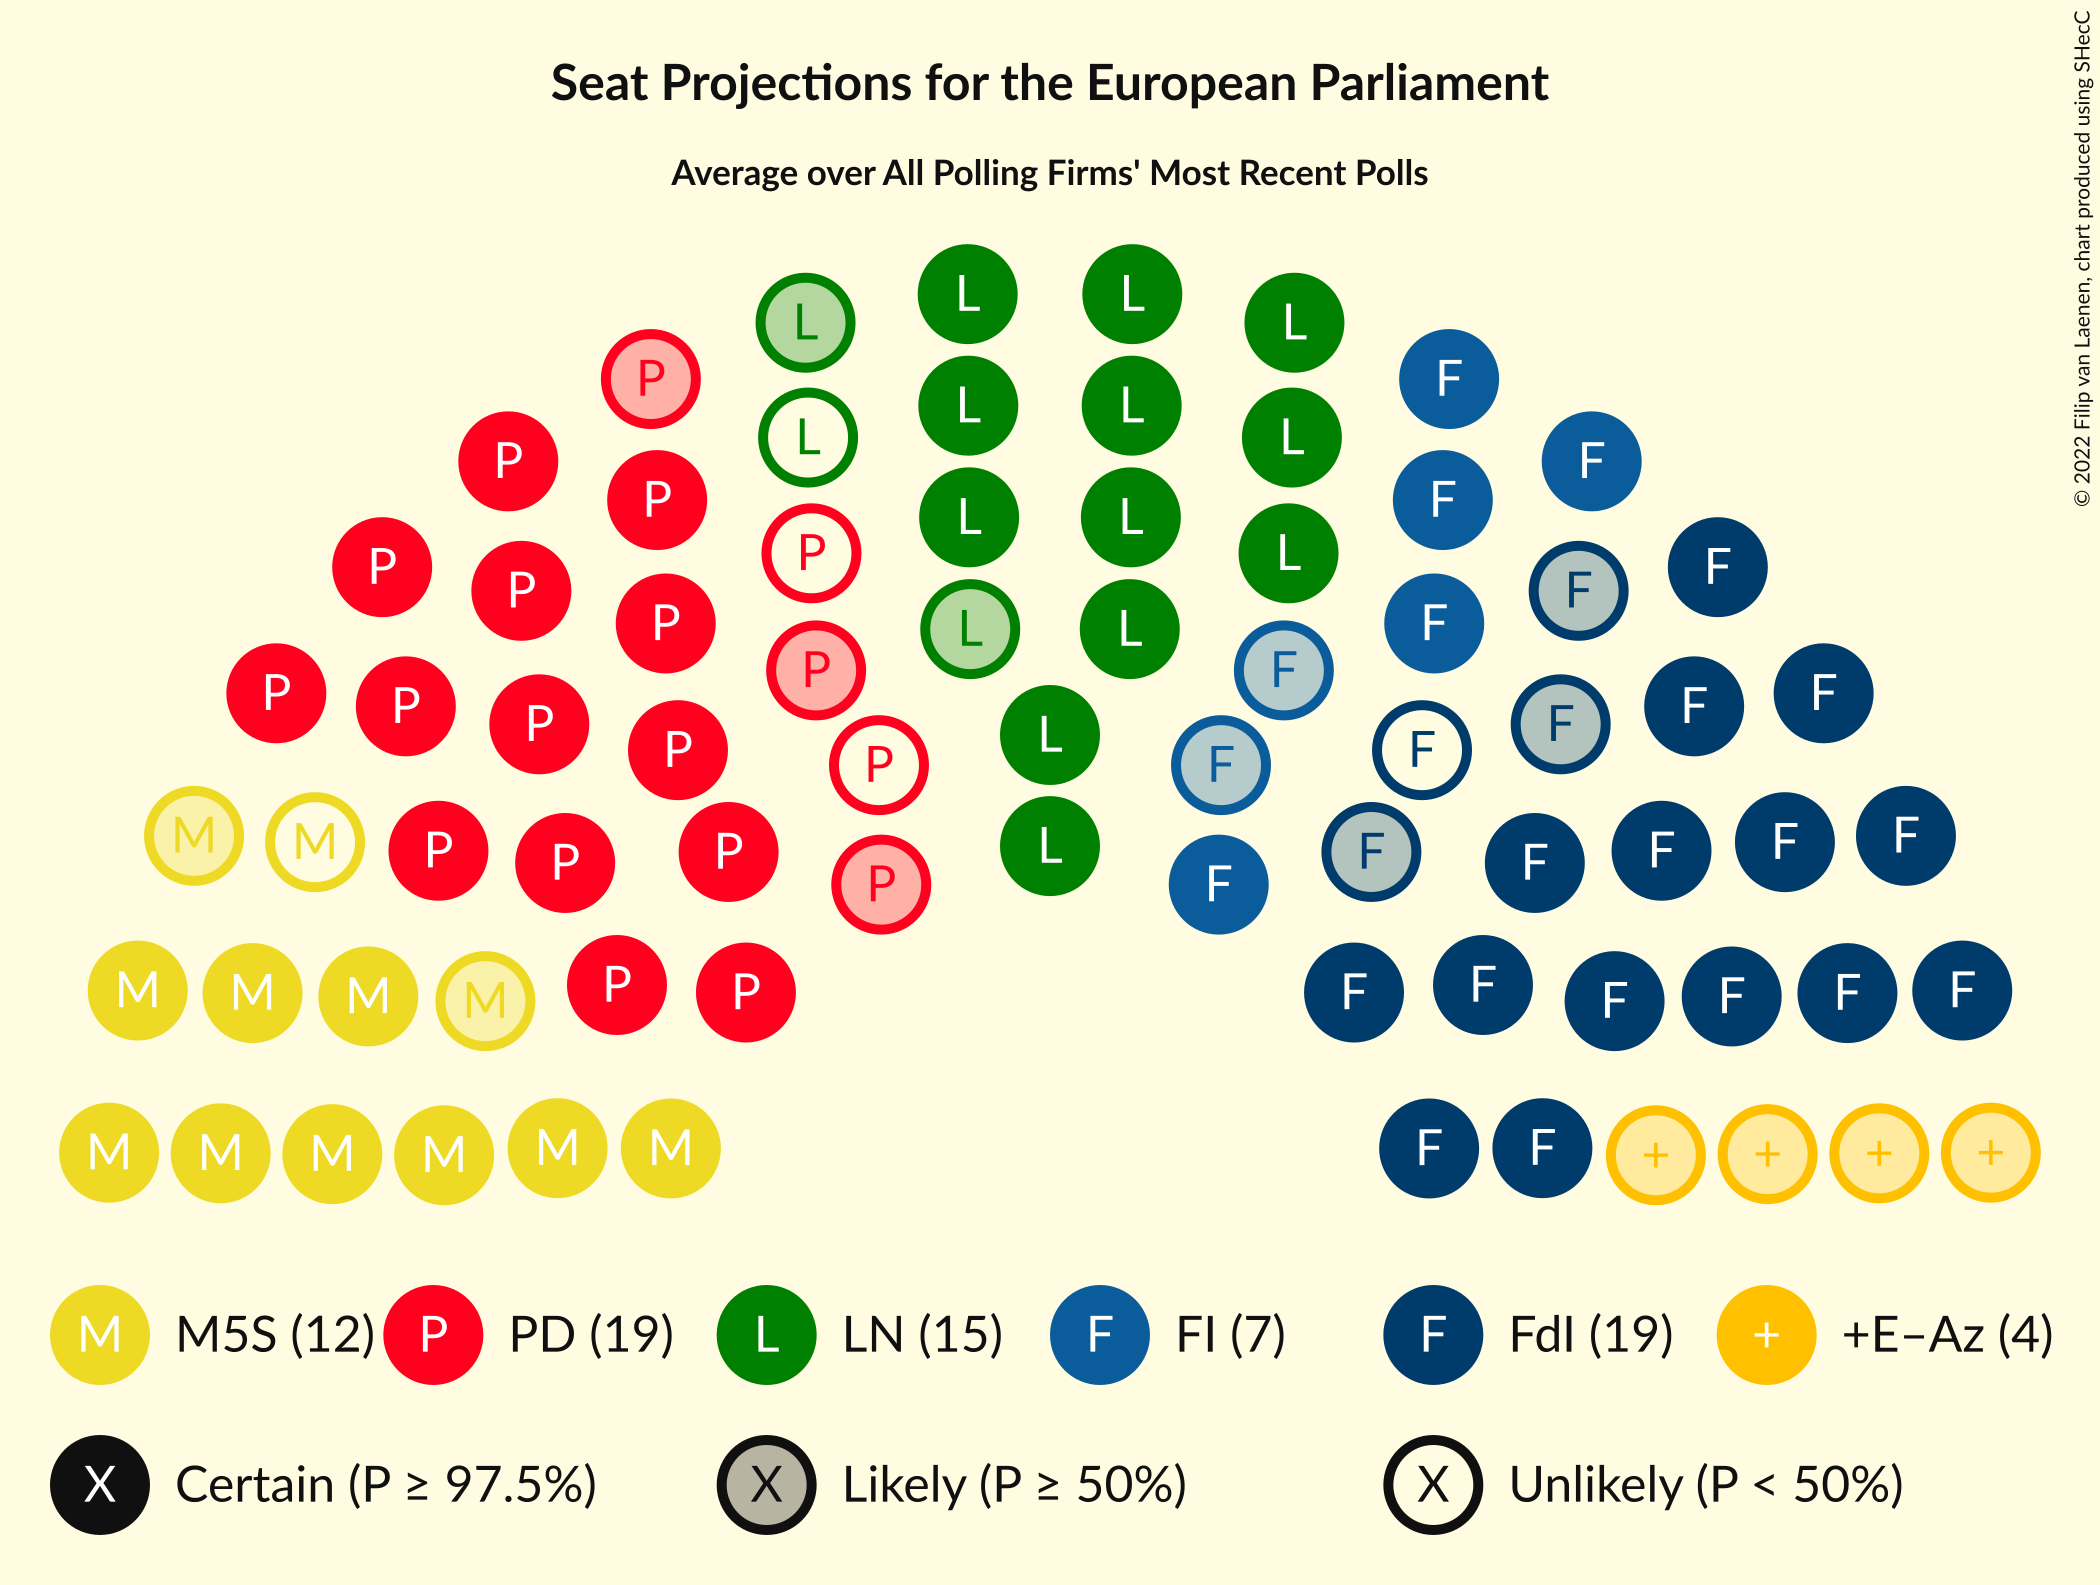 Seat Projections for the European Parliament
Average over All Polling Firms' Most Recent Polls
© 2022 Filip van Laenen, chart produced using SHecC
L L L L
P F
L L L L
P F
P F
L L P L L
P F
P F
P F
P F
L L
P F
P F
P P F F
P P F F
L
P F
P F
M M F F
P F
P F
P P F F
L
P F
M M M M P P F F F F F F
M M M M M M F F + + + +
M M5S (12) P PD (19) L LN (15) F FI (7) F FdI (19) + +E–Az (4)
X Certain (P ≥ 97.5%) X Likely (P ≥ 50%) X Unlikely (P < 50%)